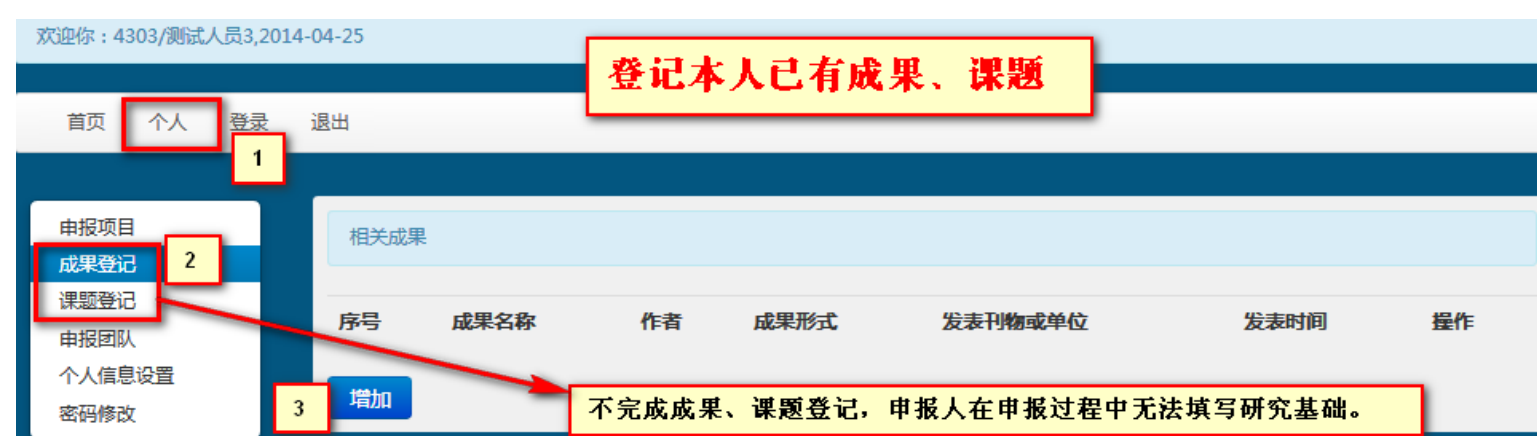 欢迎你：4303/测试人员3,2014-04-25
登记本人已有成果、课题
首页 个人 登录 退出
1
申报项目
成果登记
2
课题登记
申报团队
个人信息设置
密码修改
相关成果
序号 成果名称 作者 成果形式 发表刊物或单位 发表时间 操作
3
增加
不完成成果、课题登记，申报人在申报过程中无法填写研究基础。